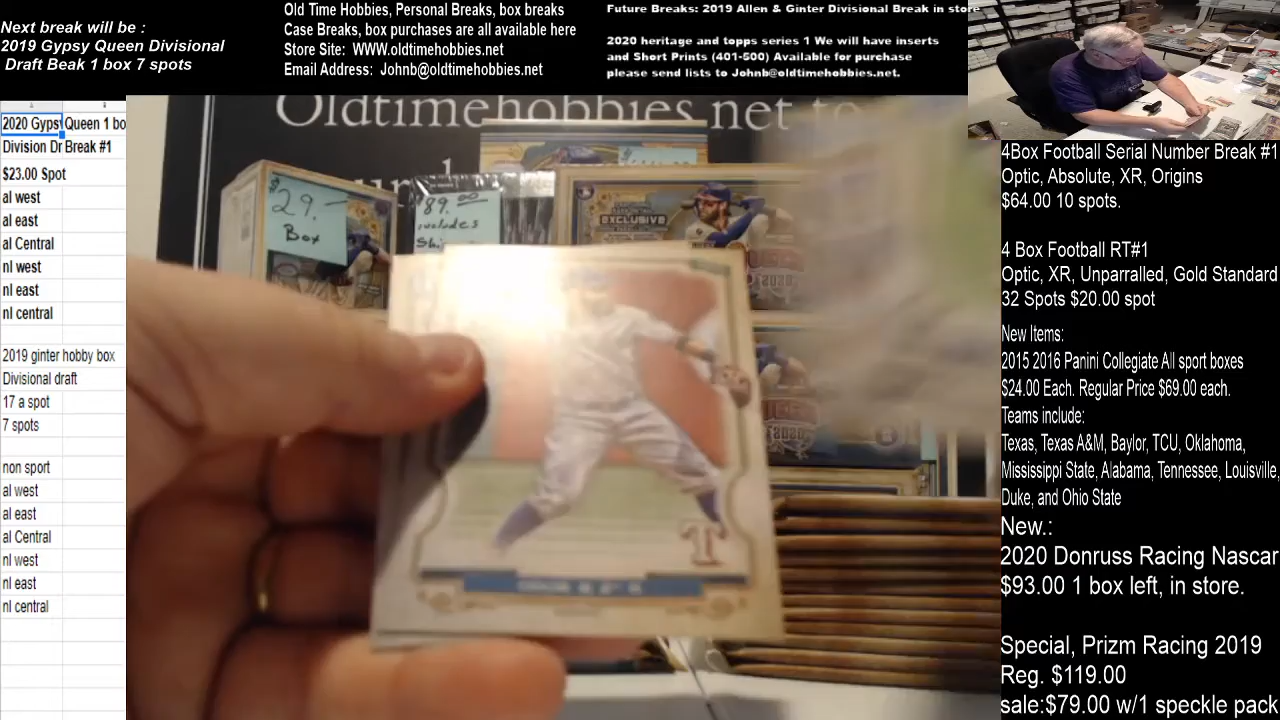 Next break will be :
2019 Gypsy Queen Divisional
Draft Beak 1 box 7 spots
Old Time Hobbies, Personal Breaks, box breaks
Case Breaks, box purchases are all available here
Store Site: WWW.oldtimehobbies.net
Email Address: Johnb@oldtimehobbies.net
Future Breaks: 2019 Allen & Ginter Divisional Break in store
2020 heritage and topps series 1 We will have inserts
and Short Prints (401-500) Available for purchase
please send lists to Johnb@oldtimehobbies.net.
2020 Gypsy Queen 1 bo
Division Dr Break #1
$23.00 Spot
al west
al east
al Central
nl west
nl east
nl central
2019 ginter hobby box
Divisional draft
17 a spot
7 spots
non sport
al west
al east
al Central
nl west
nl east
nl central
Oldtimehobbies.net to
$
29.-
Box
$89.00
includes
EXCLUSIVE
T
4Box Football Serial Number Break #1
Optic, Absolute, XR, Origins
$64.00 10 spots.
4 Box Football RT#1
Optic, XR, Unparralled, Gold Standard
32 Spots $20.00 spot
New Items:
2015 2016 Panini Collegiate All sport boxes
$24.00 Each. Regular Price $69.00 each.
Teams include:
Texas, Texas A&M, Baylor, TCU, Oklahoma,
Mississippi State, Alabama, Tennessee, Louisville,
Duke, and Ohio State
New.:
2020 Donruss Racing Nascar
$93.00 1 box left, in store.
Special, Prizm Racing 2019
Reg. $119.00
sale:$79.00 w/1 speckle pack